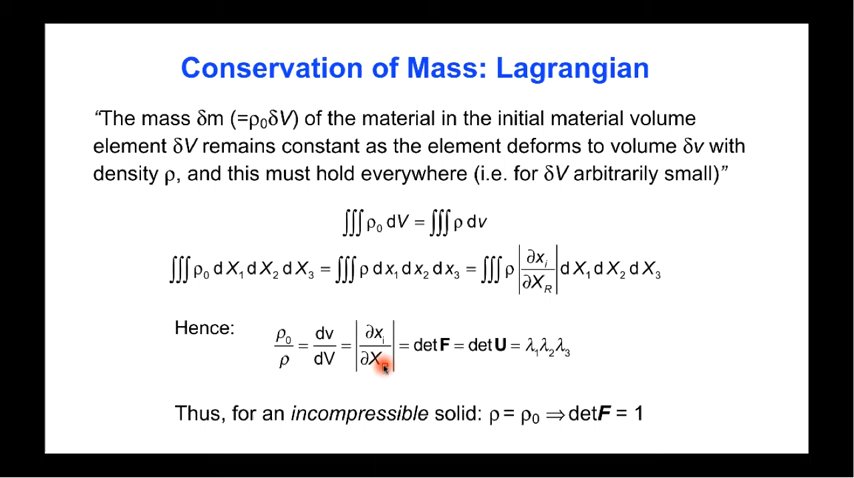 Conservation of Mass: Lagrangian
"The mass δm (=ρ₀δV) of the material in the initial material volume
element δV remains constant as the element deforms to volume δv with
density ρ, and this must hold everywhere (i.e. for δV arbitrarily small)"
∭ρ₀ dV = ∭ρ dv
∭ρ₀ dX₁ dX₂ dX₃ = ∭ρ dx₁ dx₂ dx₃ = ∭ρ |∂xᵢ/∂X_R| dX₁ dX₂ dX₃
Hence: ρ₀/ρ = dv/dV = |∂xᵢ/∂X| = det F = det U = λ₁λ₂λ₃
Thus, for an incompressible solid: ρ = ρ₀ ⇒ detF = 1